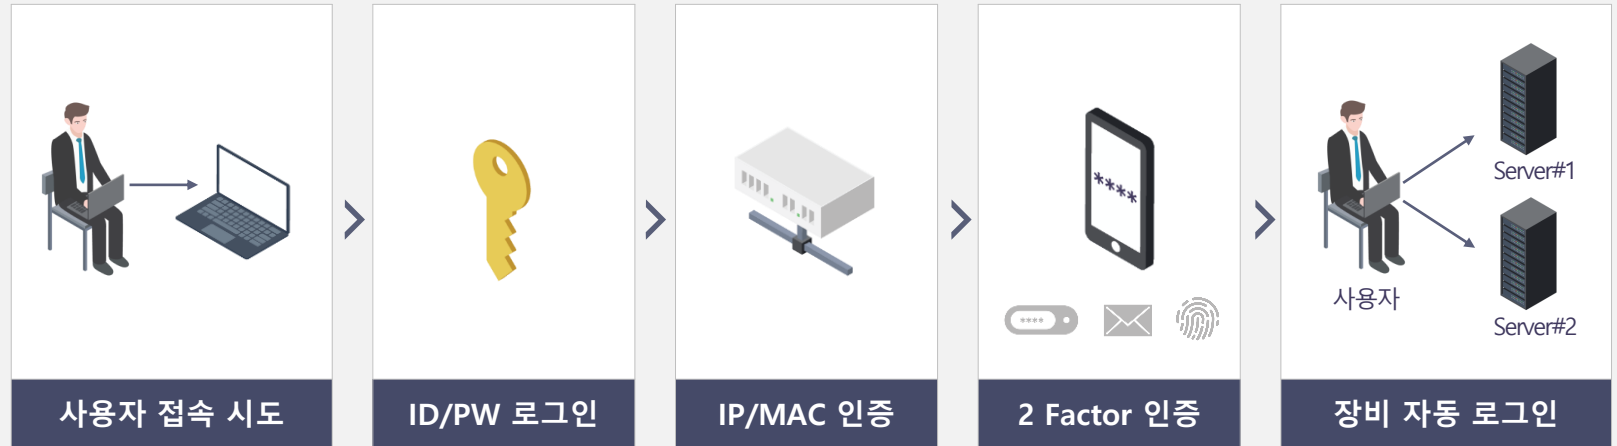 사용자 접속 시도
ID/PW 로그인
IP/MAC 인증
****
****
2 Factor 인증
Server#1
사용자
Server#2
장비 자동 로그인